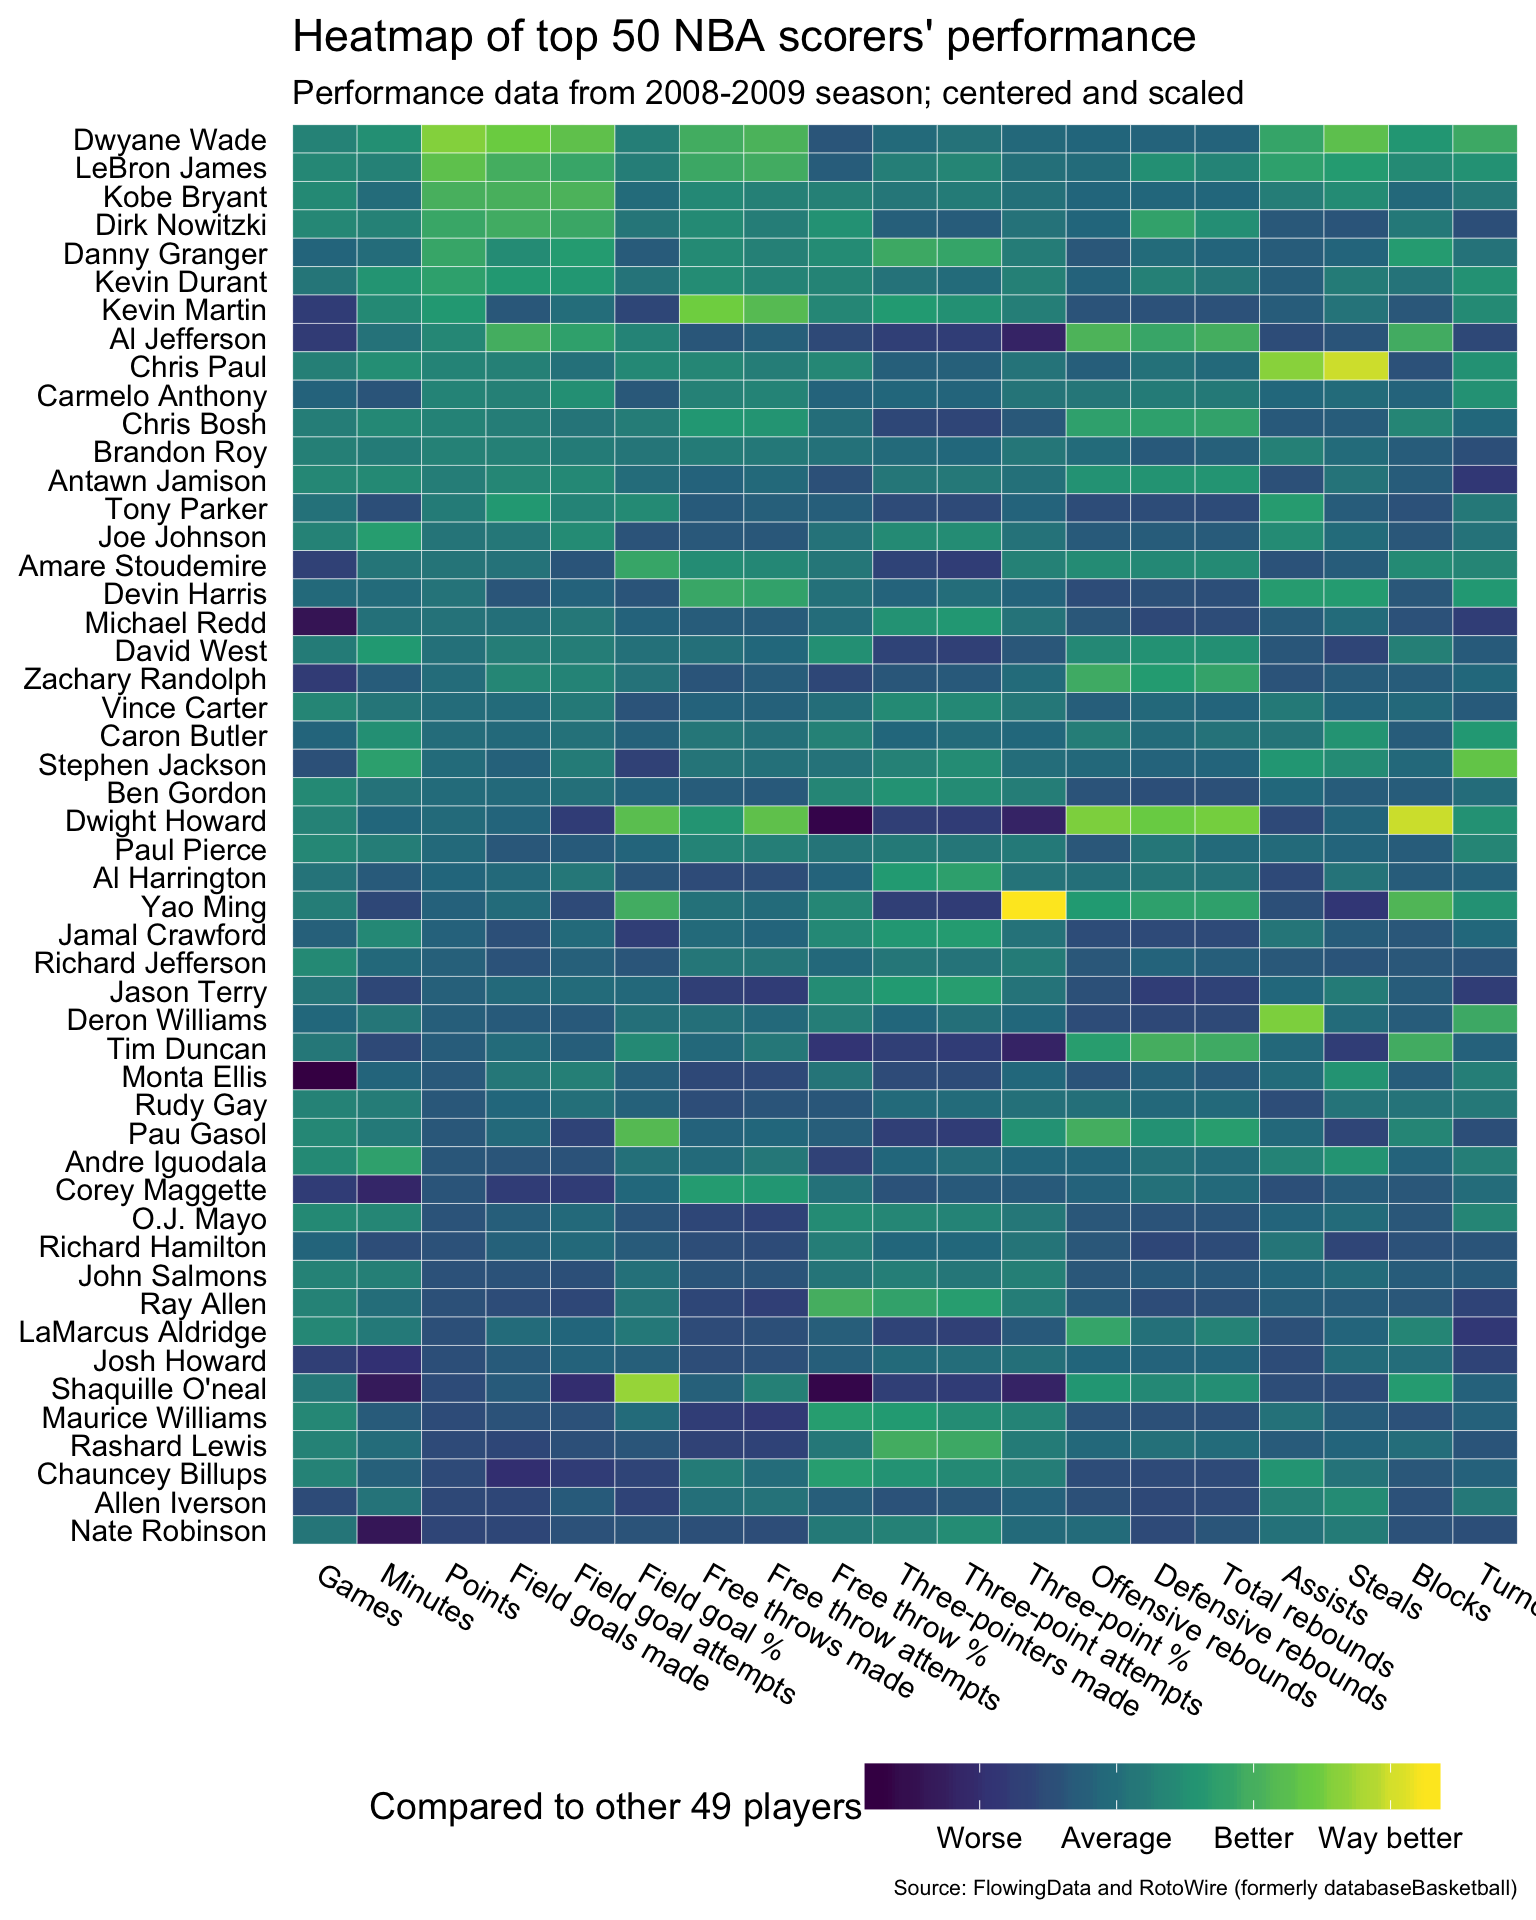 Heatmap of top 50 NBA scorers' performance
Performance data from 2008-2009 season; centered and scaled
Dwyane Wade
LeBron James
Kobe Bryant
Dirk Nowitzki
Danny Granger
Kevin Durant
Kevin Martin
Al Jefferson
Chris Paul
Carmelo Anthony
Chris Bosh
Brandon Roy
Antawn Jamison
Tony Parker
Joe Johnson
Amare Stoudemire
Devin Harris
Michael Redd
David West
Zachary Randolph
Vince Carter
Caron Butler
Stephen Jackson
Ben Gordon
Dwight Howard
Paul Pierce
Al Harrington
Yao Ming
Jamal Crawford
Richard Jefferson
Jason Terry
Deron Williams
Tim Duncan
Monta Ellis
Rudy Gay
Pau Gasol
Andre Iguodala
Corey Maggette
O.J. Mayo
Richard Hamilton
John Salmons
Ray Allen
LaMarcus Aldridge
Josh Howard
Shaquille O'neal
Maurice Williams
Rashard Lewis
Chauncey Billups
Allen Iverson
Nate Robinson
Games
Minutes
Points
Field goals made
Field goal attempts
Field goal %
Free throws made
Free throw attempts
Free throw %
Three-pointers made
Three-point attempts
Three-point %
Offensive rebounds
Defensive rebounds
Total rebounds
Assists
Steals
Blocks
Compared to other 49 players
Worse
Average
Better
Way better
Source: FlowingData and RotoWire (formerly databaseBasketball)